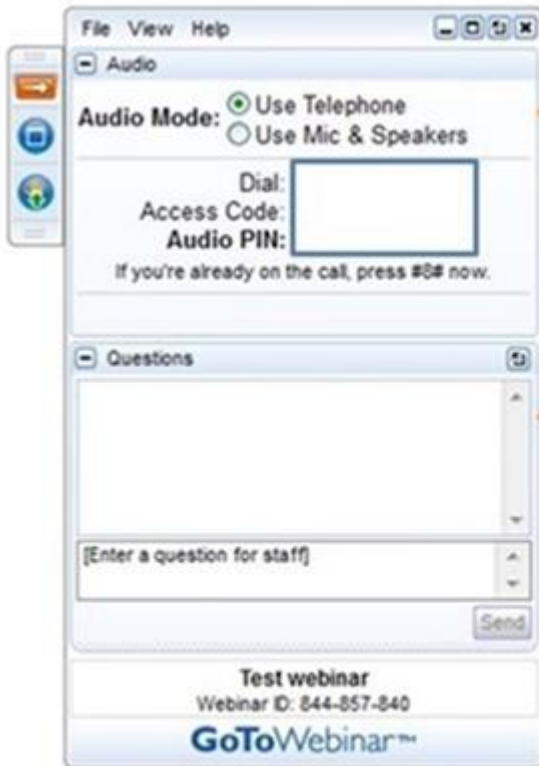 File View Help
Audio
Audio Mode: Use Telephone
Use Mic & Speakers
Dial:
Access Code:
Audio PIN:
If you're already on the call, press #8# now.
Questions
[Enter a question for staff]
Send
Test webinar
Webinar ID: 844-857-840
GoToWebinar™